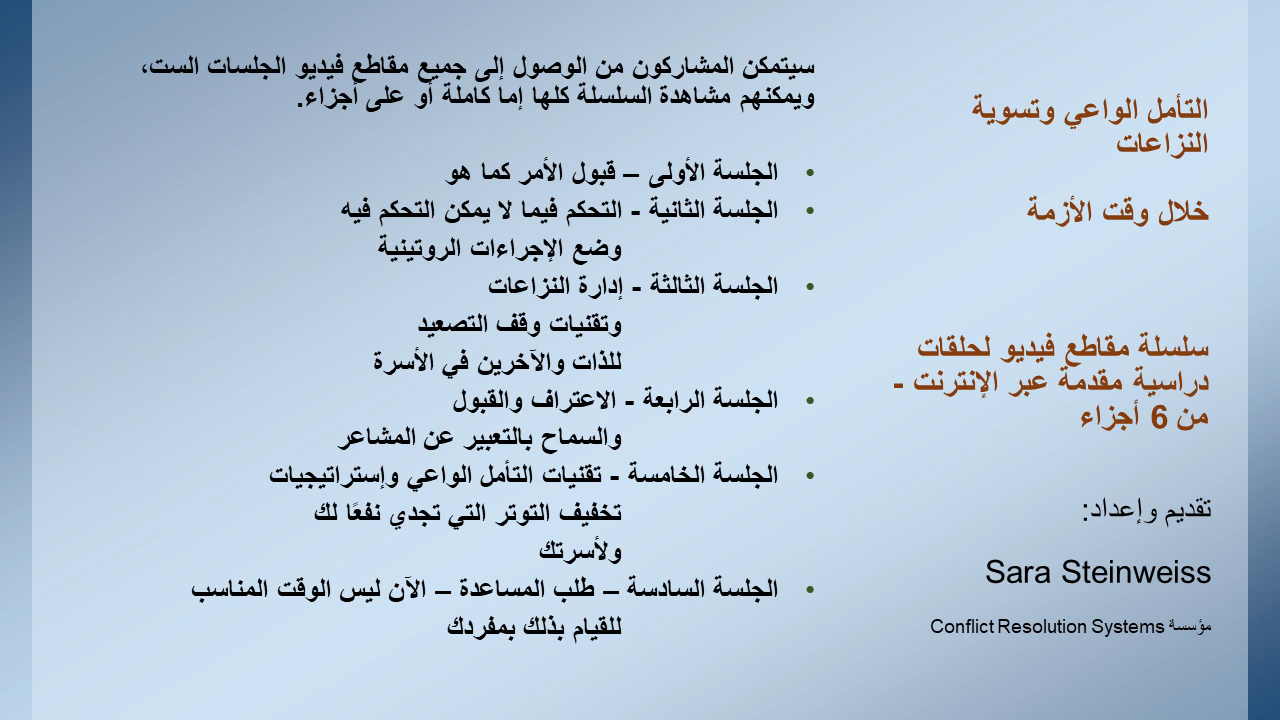 التأمل الواعي وتسوية
النزاعات
خلال وقت الأزمة
سلسلة مقاطع فيديو لحلقات
دراسية مقدمة عبر الإنترنت -
من 6 أجزاء
تقديم وإعداد:
Sara Steinweiss
مؤسسة Conflict Resolution Systems
سيتمكن المشاركون من الوصول إلى جميع مقاطع فيديو الجلسات الست،
ويمكنهم مشاهدة السلسلة كلها إما كاملة أو على أجزاء.
• الجلسة الأولى – قبول الأمر كما هو
• الجلسة الثانية - التحكم فيما لا يمكن التحكم فيه
وضع الإجراءات الروتينية
• الجلسة الثالثة - إدارة النزاعات
وتقنيات وقف التصعيد
للذات والآخرين في الأسرة
• الجلسة الرابعة - الاعتراف والقبول
والسماح بالتعبير عن المشاعر
• الجلسة الخامسة - تقنيات التأمل الواعي وإستراتيجيات
تخفيف التوتر التي تجدي نفعًا لك
ولأسرتك
• الجلسة السادسة – طلب المساعدة – الآن ليس الوقت المناسب
للقيام بذلك بمفردك